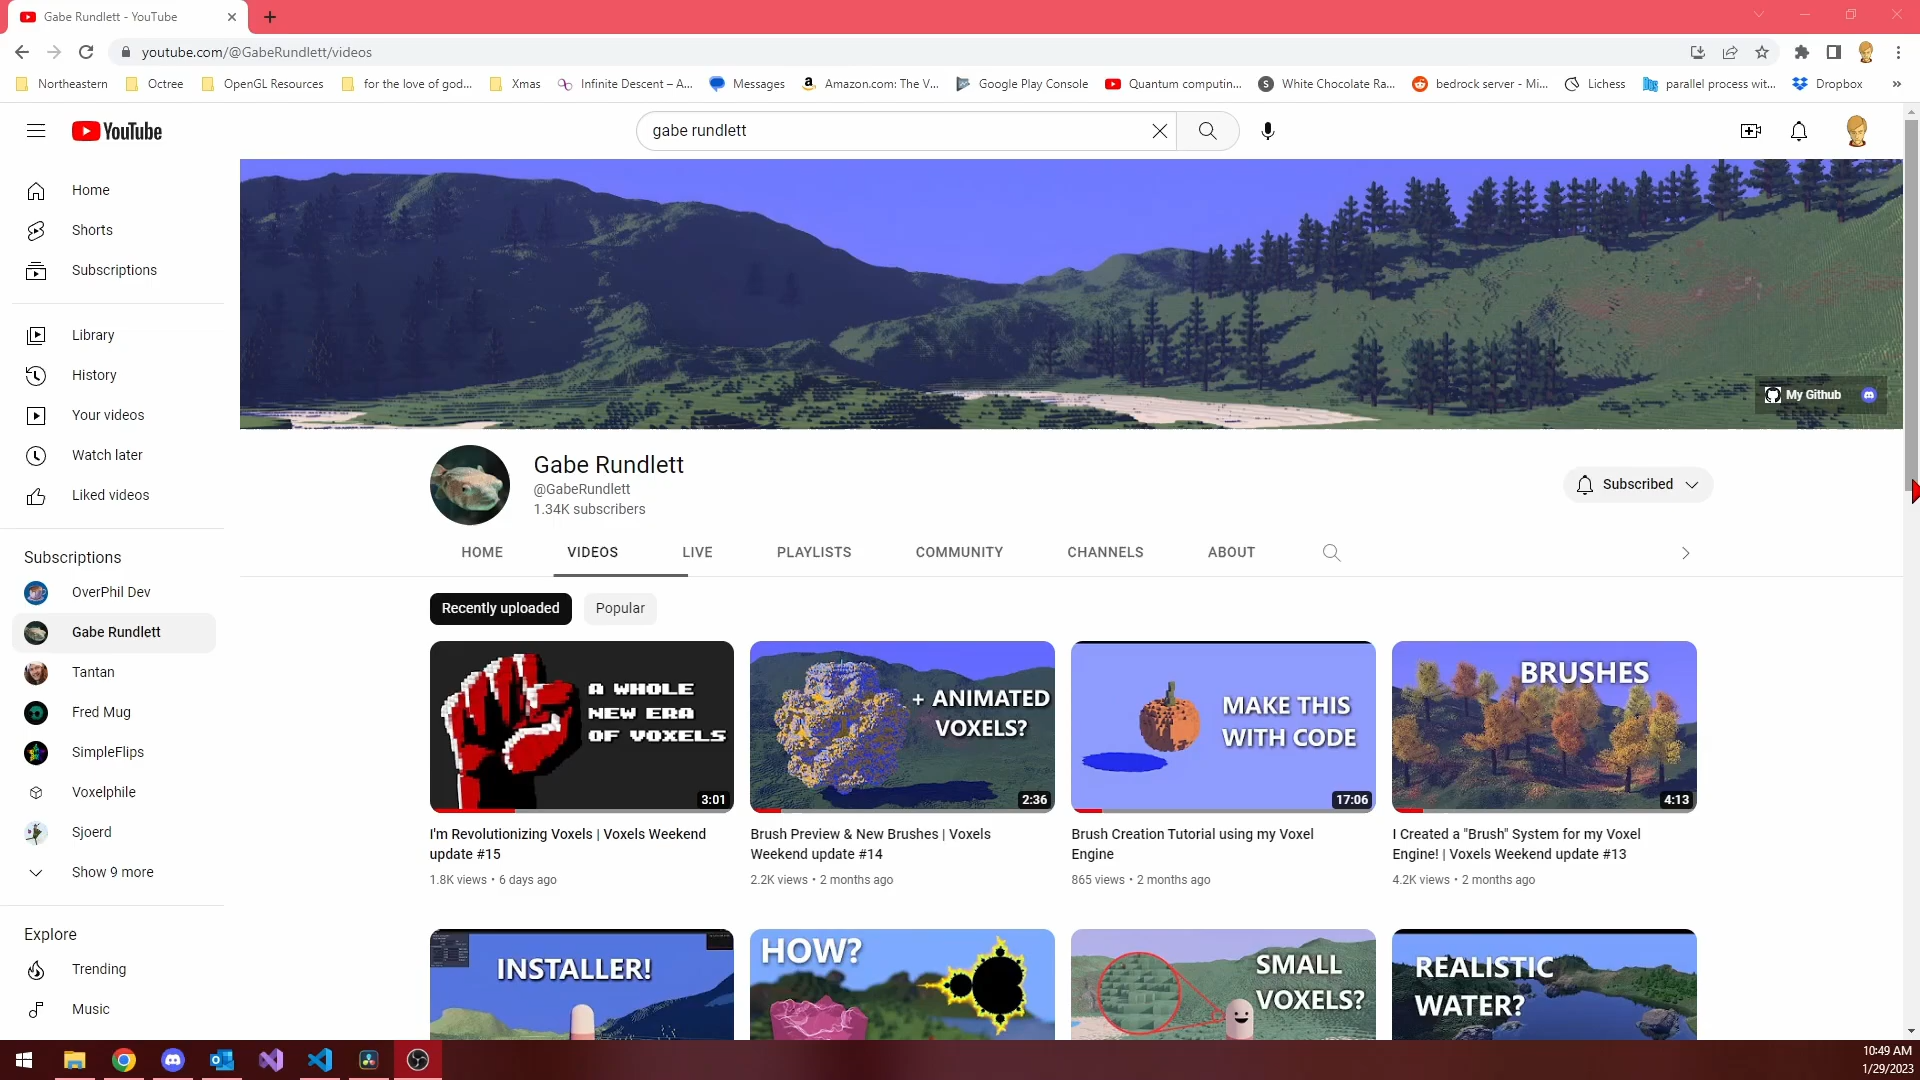 Gabe Rundlett - YouTube
youtube.com/@GabeRundlett/videos
Northeastern
Octree
OpenGL Resources
for the love of god...
Xmas
Infinite Descent – A...
Messages
Amazon.com: The V...
Google Play Console
Quantum computin...
White Chocolate Ra...
bedrock server - Mi...
Lichess
parallel process wit...
Dropbox
YouTube
gabe rundlett
Home
Shorts
Subscriptions
Library
History
Your videos
Watch later
Liked videos
Subscriptions
OverPhil Dev
Gabe Rundlett
Tantan
Fred Mug
SimpleFlips
Voxelphile
Sjoerd
Show 9 more
Explore
Trending
Music
My Github
Gabe Rundlett
@GabeRundlett
1.34K subscribers
Subscribed
HOME
VIDEOS
LIVE
PLAYLISTS
COMMUNITY
CHANNELS
ABOUT
Recently uploaded
Popular
A WHOLE
NEW ERA
OF VOXELS
3:01
I'm Revolutionizing Voxels | Voxels Weekend
update #15
1.8K views • 6 days ago
+ ANIMATED
VOXELS?
2:36
Brush Preview & New Brushes | Voxels
Weekend update #14
2.2K views • 2 months ago
MAKE THIS
WITH CODE
17:06
Brush Creation Tutorial using my Voxel
Engine
865 views • 2 months ago
BRUSHES
4:13
I Created a "Brush" System for my Voxel
Engine! | Voxels Weekend update #13
4.2K views • 2 months ago
INSTALLER!
HOW?
SMALL
VOXELS?
REALISTIC
WATER?
10:49 AM
1/29/2023